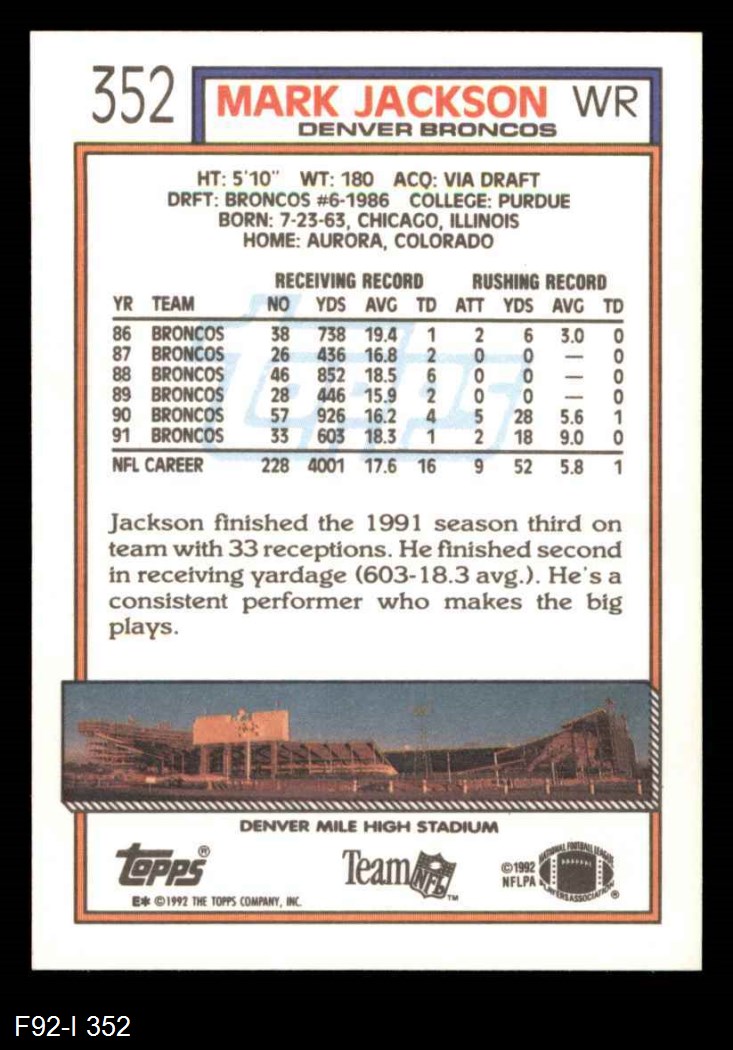 352 MARK JACKSON WR
DENVER BRONCOS
HT: 5'10" WT: 180 ACQ: VIA DRAFT
DRFT: BRONCOS #6-1986 COLLEGE: PURDUE
BORN: 7-23-63, CHICAGO, ILLINOIS
HOME: AURORA, COLORADO
RECEIVING RECORD RUSHING RECORD
YR TEAM NO YDS AVG TD ATT YDS AVG TD
86 BRONCOS 38 738 19.4 1 2 6 3.0 0
87 BRONCOS 26 436 16.8 2 0 0 — 0
88 BRONCOS 46 852 18.5 6 0 0 — 0
89 BRONCOS 28 446 15.9 2 0 0 — 0
90 BRONCOS 57 926 16.2 4 5 28 5.6 1
91 BRONCOS 33 603 18.3 1 2 18 9.0 0
NFL CAREER 228 4001 17.6 16 9 52 5.8 1
topps
Jackson finished the 1991 season third on
team with 33 receptions. He finished second
in receiving yardage (603-18.3 avg.). He's a
consistent performer who makes the big
plays.
DENVER MILE HIGH STADIUM
topps® Team NFL™ ©1992 NFLPA NATIONAL FOOTBALL LEAGUE PLAYERS ASSOCIATION ®
E* ©1992 THE TOPPS COMPANY, INC.
F92-I 352